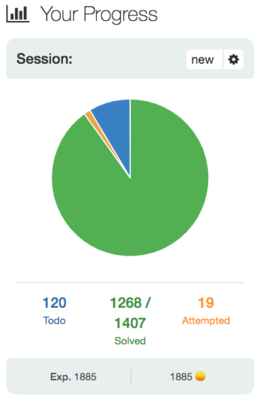 Your Progress
Session: new
120 1268 / 19
1407
Todo Attempted
Solved
Exp. 1885 1885